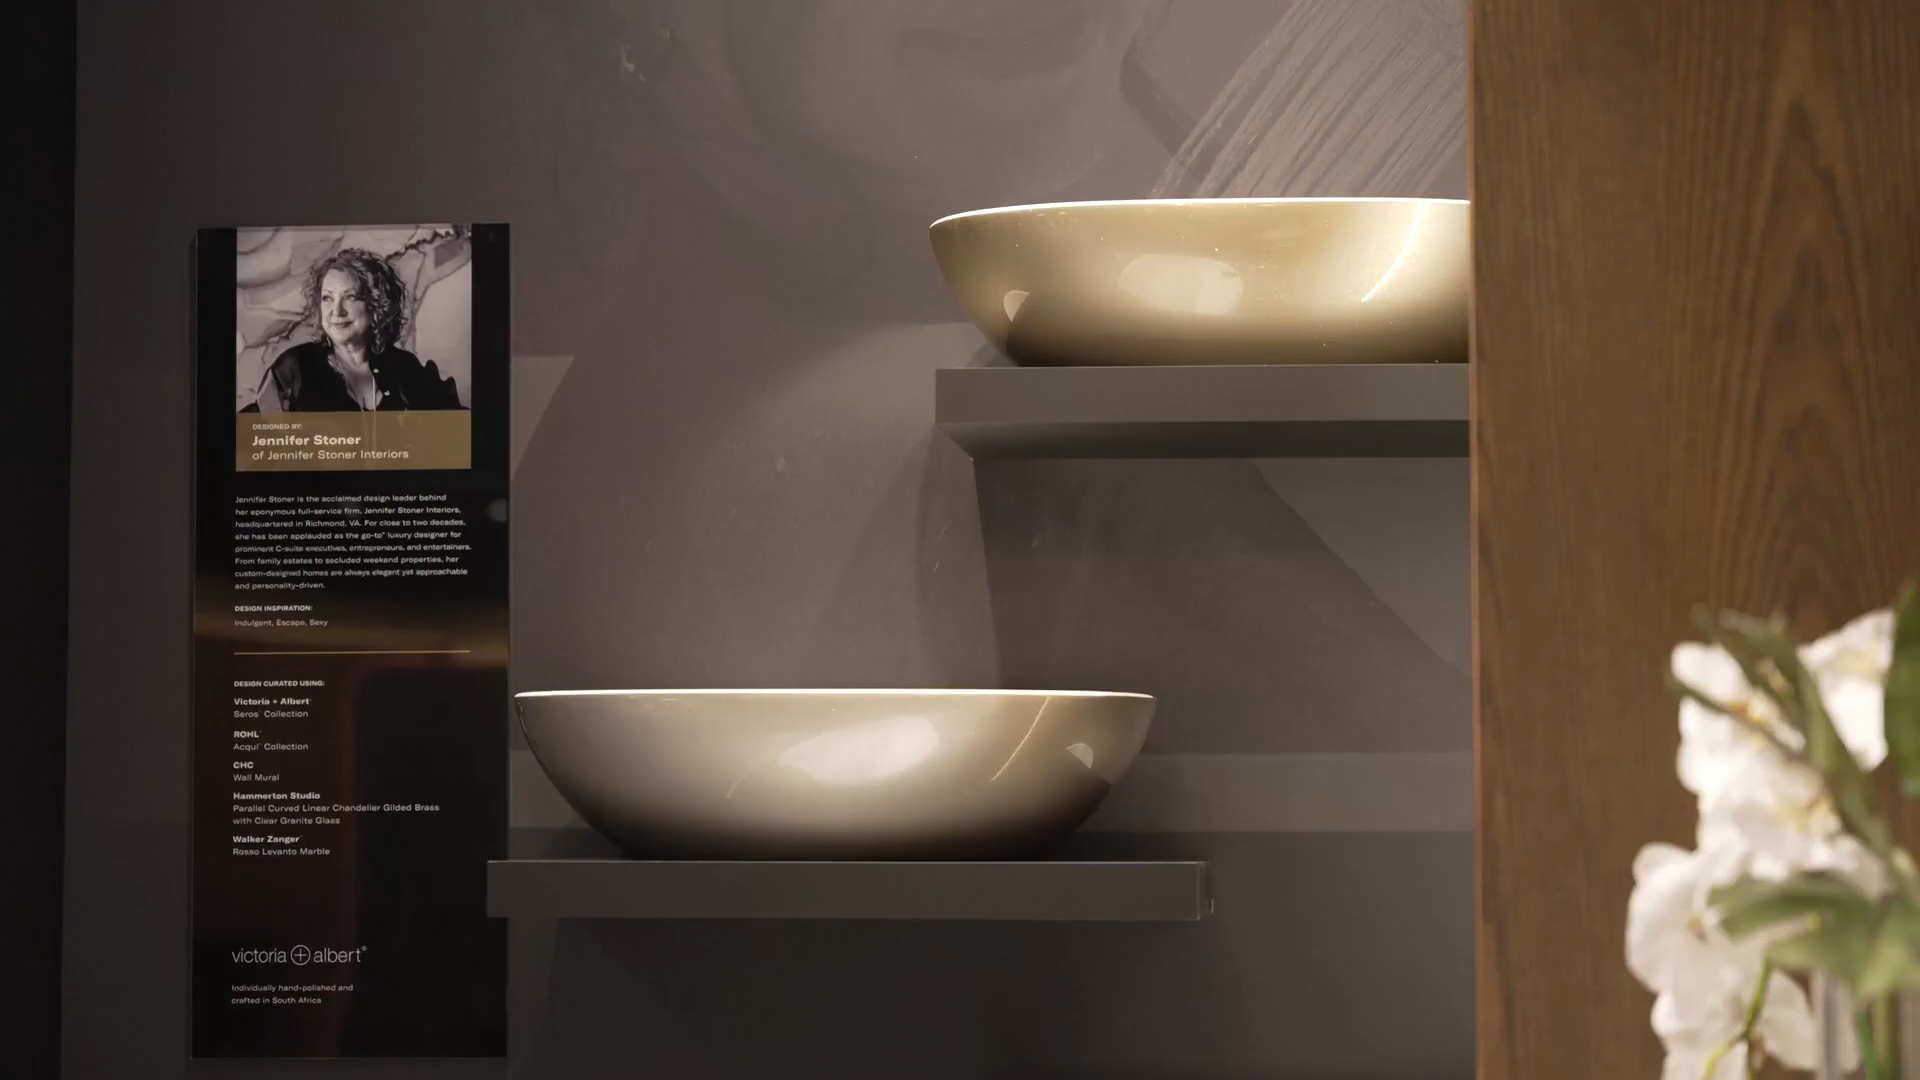 DESIGNED BY:
Jennifer Stoner
of Jennifer Stoner Interiors
Jennifer Stoner is the acclaimed design leader behind
her eponymous full-service firm, Jennifer Stoner Interiors,
headquartered in Richmond, VA. For close to two decades,
she has been applauded as the go-to" luxury designer for
prominent C-suite executives, entrepreneurs, and entertainers.
From family estates to secluded weekend properties, her
custom-designed homes are always elegant yet approachable
and personality-driven.
DESIGN INSPIRATION:
Indulgent, Escape, Sexy
DESIGN CURATED USING:
Victoria + Albert
Seros Collection
ROHL
Acqui Collection
CHC
Wall Mural
Hammerton Studio
Parallel Curved Linear Chandelier Gilded Brass
with Clear Granite Glass
Walker Zanger
Rosso Levanto Marble
victoria + albert®
Individually hand-polished and
crafted in South Africa